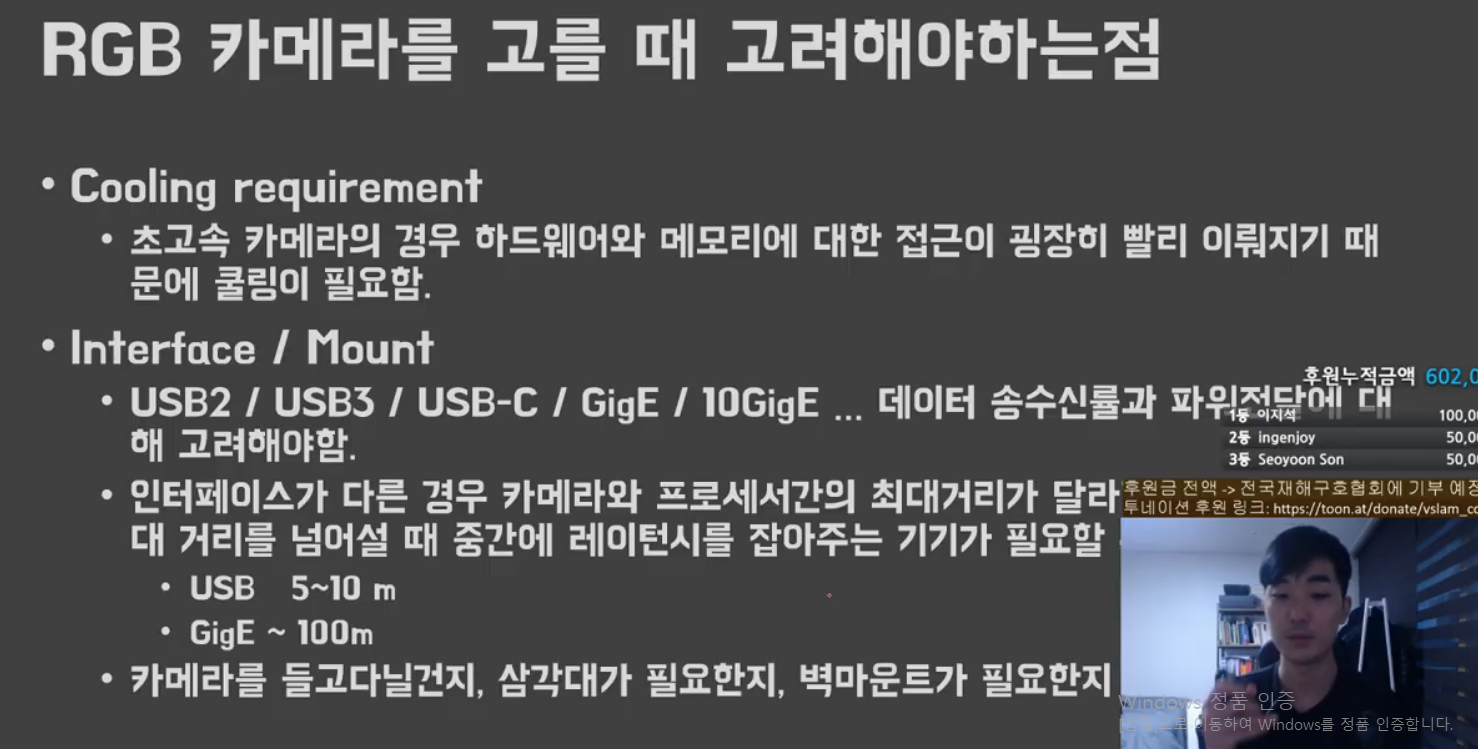 RGB 카메라를 고를 때 고려해야하는점
• Cooling requirement
• 초고속 카메라의 경우 하드웨어와 메모리에 대한 접근이 굉장히 빨리 이뤄지기 때
문에 쿨링이 필요함.
• Interface / Mount
• USB2 / USB3 / USB-C / GigE / 10GigE ... 데이터 송수신률과 파워전달에 대
해 고려해야함.
• 인터페이스가 다른 경우 카메라와 프로세서간의 최대거리가 달라
대 거리를 넘어설 때 중간에 레이턴시를 잡아주는 기기가 필요할
• USB 5~10 m
• GigE ~ 100m
• 카메라를 들고다닐건지, 삼각대가 필요한지, 벽마운트가 필요한지
후원누적금액 602,0
1등 이지석 100,00
2등 ingenjoy 50,00
3등 Seoyoon Son 50,00
후원금 전액 -> 전국재해구호협회에 기부 예정
투네이션 후원 링크: https://toon.at/donate/vslam_co
Windows 정품 인증
이동하여 Windows를 정품 인증합니다.